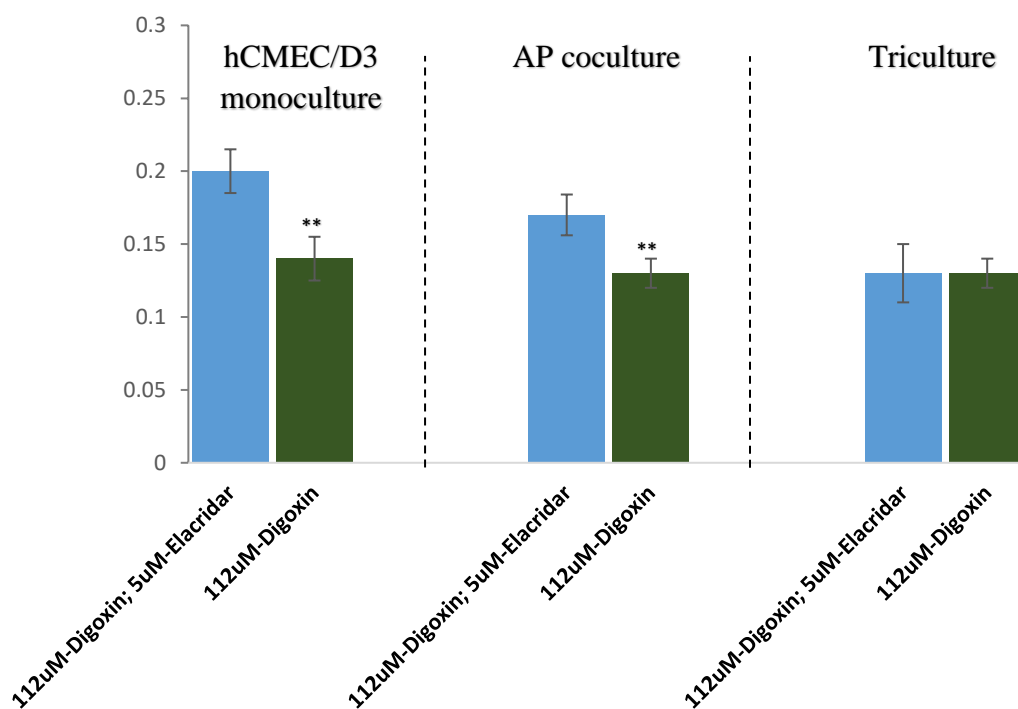 0.3
0.25
0.2
0.15
0.1
0.05
0
hCMEC/D3
monoculture
AP coculture
Triculture
**
**
112uM-Digoxin; 5uM-Elacridar
112uM-Digoxin
112uM-Digoxin; 5uM-Elacridar
112uM-Digoxin
112uM-Digoxin; 5uM-Elacridar
112uM-Digoxin